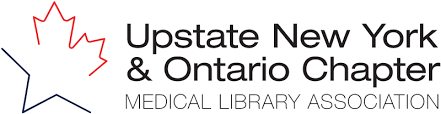 Upstate New York
& Ontario Chapter
MEDICAL LIBRARY ASSOCIATION